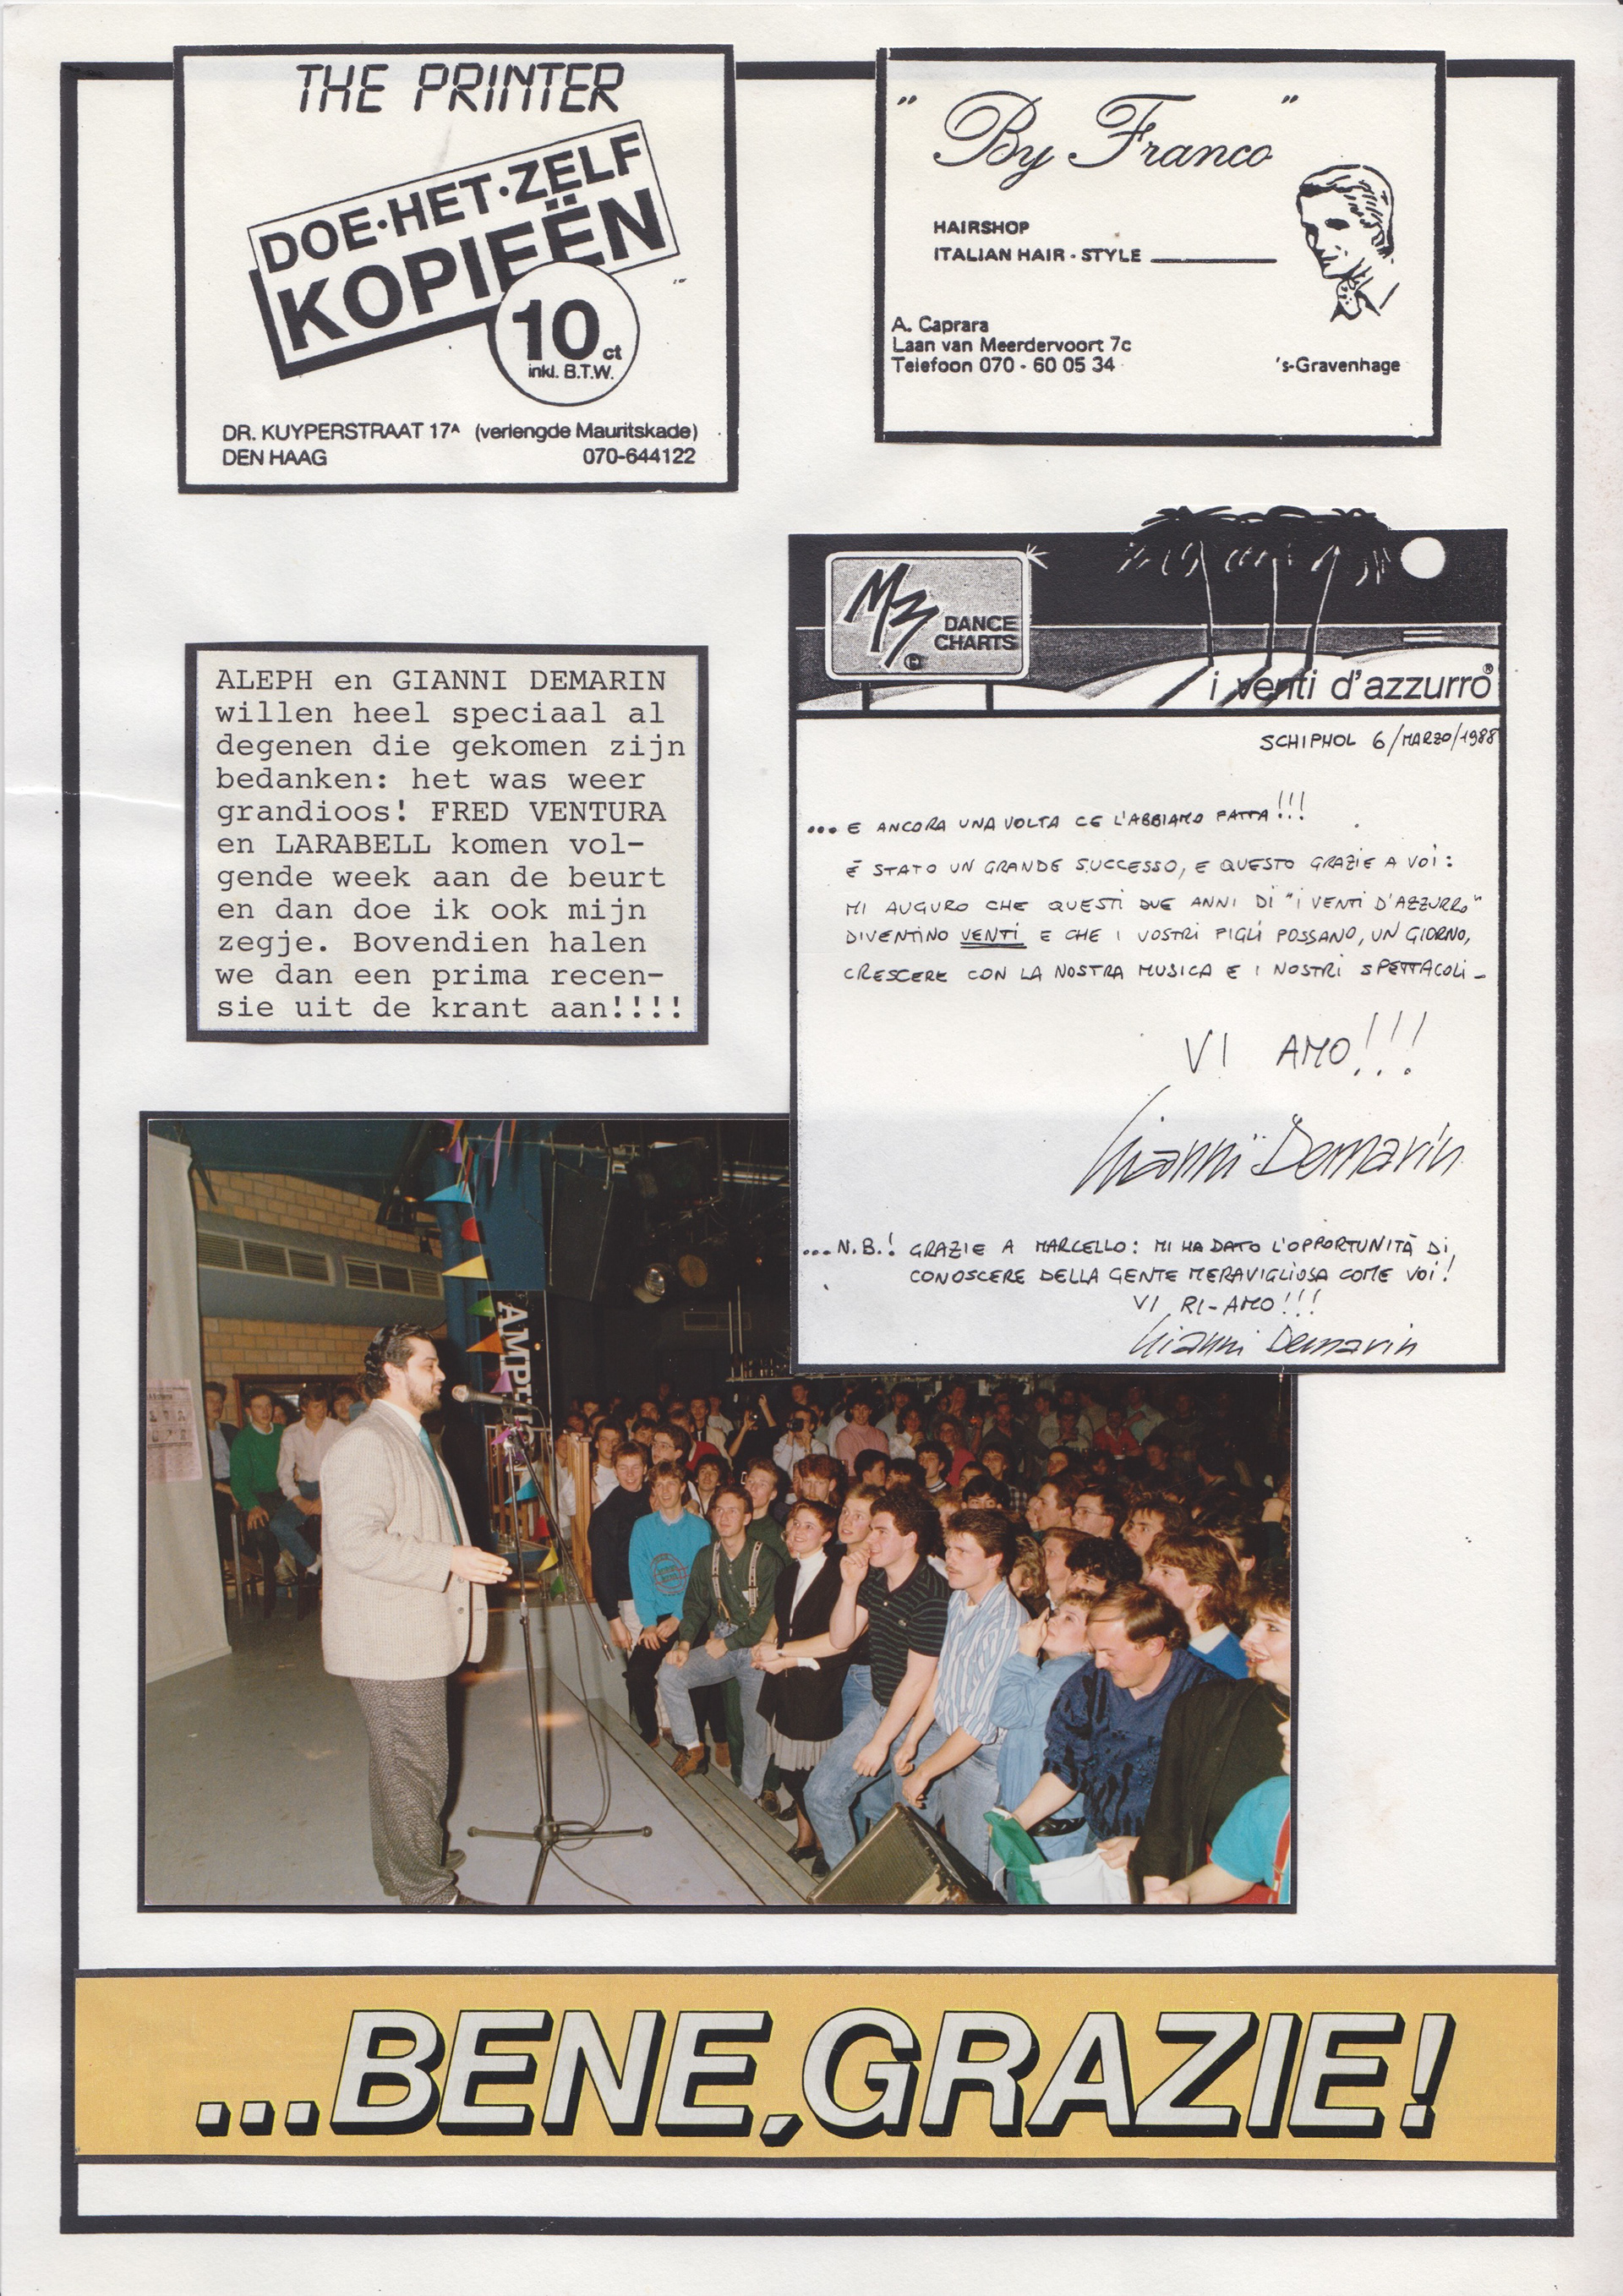 THE PRINTER
DOE·HET·ZELF
KOPIEËN
10 ct
inkl. B.T.W.
DR. KUYPERSTRAAT 17A (verlengde Mauritskade)
DEN HAAG 070-644122
" By Franco "
HAIRSHOP
ITALIAN HAIR - STYLE
A. Caprara
Laan van Meerdervoort 7c
Telefoon 070 - 60 05 34 's-Gravenhage
ALEPH en GIANNI DEMARIN
willen heel speciaal al
degenen die gekomen zijn
bedanken: het was weer
grandioos! FRED VENTURA
en LARABELL komen vol-
gende week aan de beurt
en dan doe ik ook mijn
zegje. Bovendien halen
we dan een prima recen-
sie uit de krant aan!!!!
DANCE
CHARTS
©
i venti d'azzurro®
SCHIPHOL 6/MARZO/1988
... E ANCORA UNA VOLTA CE L'ABBIAMO FATTA!!!
È STATO UN GRANDE SUCCESSO, E QUESTO GRAZIE A VOI:
MI AUGURO CHE QUESTI DUE ANNI DI "I VENTI D'AZZURRO"
DIVENTINO VENTI E CHE I VOSTRI FIGLI POSSANO, UN GIORNO,
CRESCERE CON LA NOSTRA MUSICA E I NOSTRI SPETTACOLI -
VI AMO!!!
Gianni Demarin
... N.B.! GRAZIE A MARCELLO: MI HA DATO L'OPPORTUNITÀ DI
CONOSCERE DELLA GENTE MERAVIGLIOSA COME VOI!
VI RI-AMO!!!
Gianni Demarin
...BENE,GRAZIE!